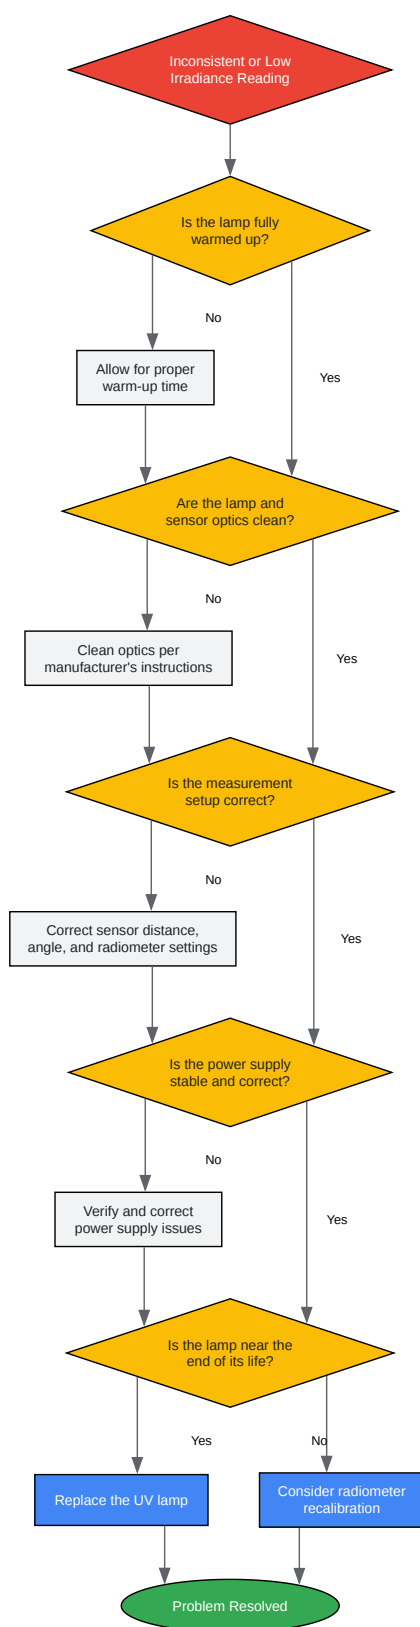 Inconsistent or Low
Irradiance Reading
Is the lamp fully
warmed up?
No
Allow for proper
warm-up time
Yes
Are the lamp and
sensor optics clean?
No
Clean optics per
manufacturer's instructions
Yes
Is the measurement
setup correct?
No
Correct sensor distance,
angle, and radiometer settings
Yes
Is the power supply
stable and correct?
No
Verify and correct
power supply issues
Yes
Is the lamp near the
end of its life?
Yes
No
Replace the UV lamp
Consider radiometer
recalibration
Problem Resolved